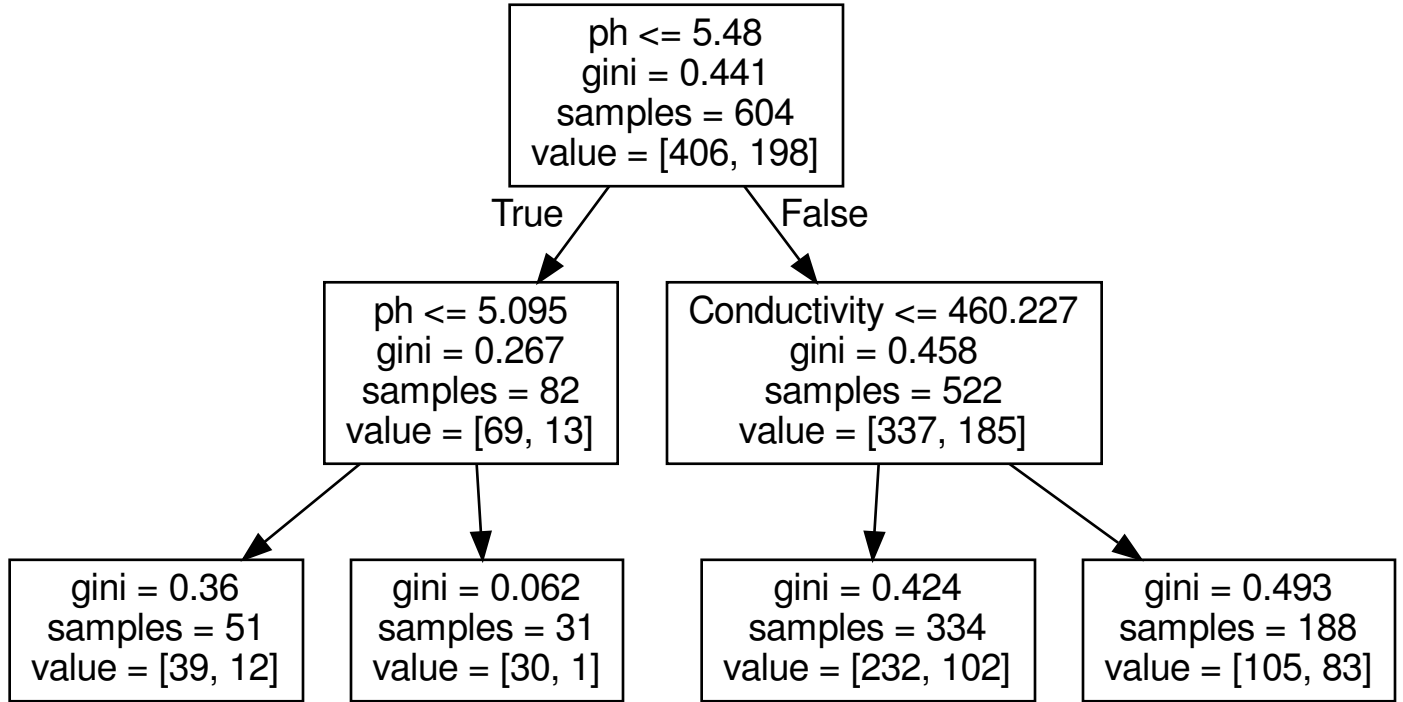 ph <= 5.48
gini = 0.441
samples = 604
value = [406, 198]
True
False
ph <= 5.095
gini = 0.267
samples = 82
value = [69, 13]
Conductivity <= 460.227
gini = 0.458
samples = 522
value = [337, 185]
gini = 0.36
samples = 51
value = [39, 12]
gini = 0.062
samples = 31
value = [30, 1]
gini = 0.424
samples = 334
value = [232, 102]
gini = 0.493
samples = 188
value = [105, 83]